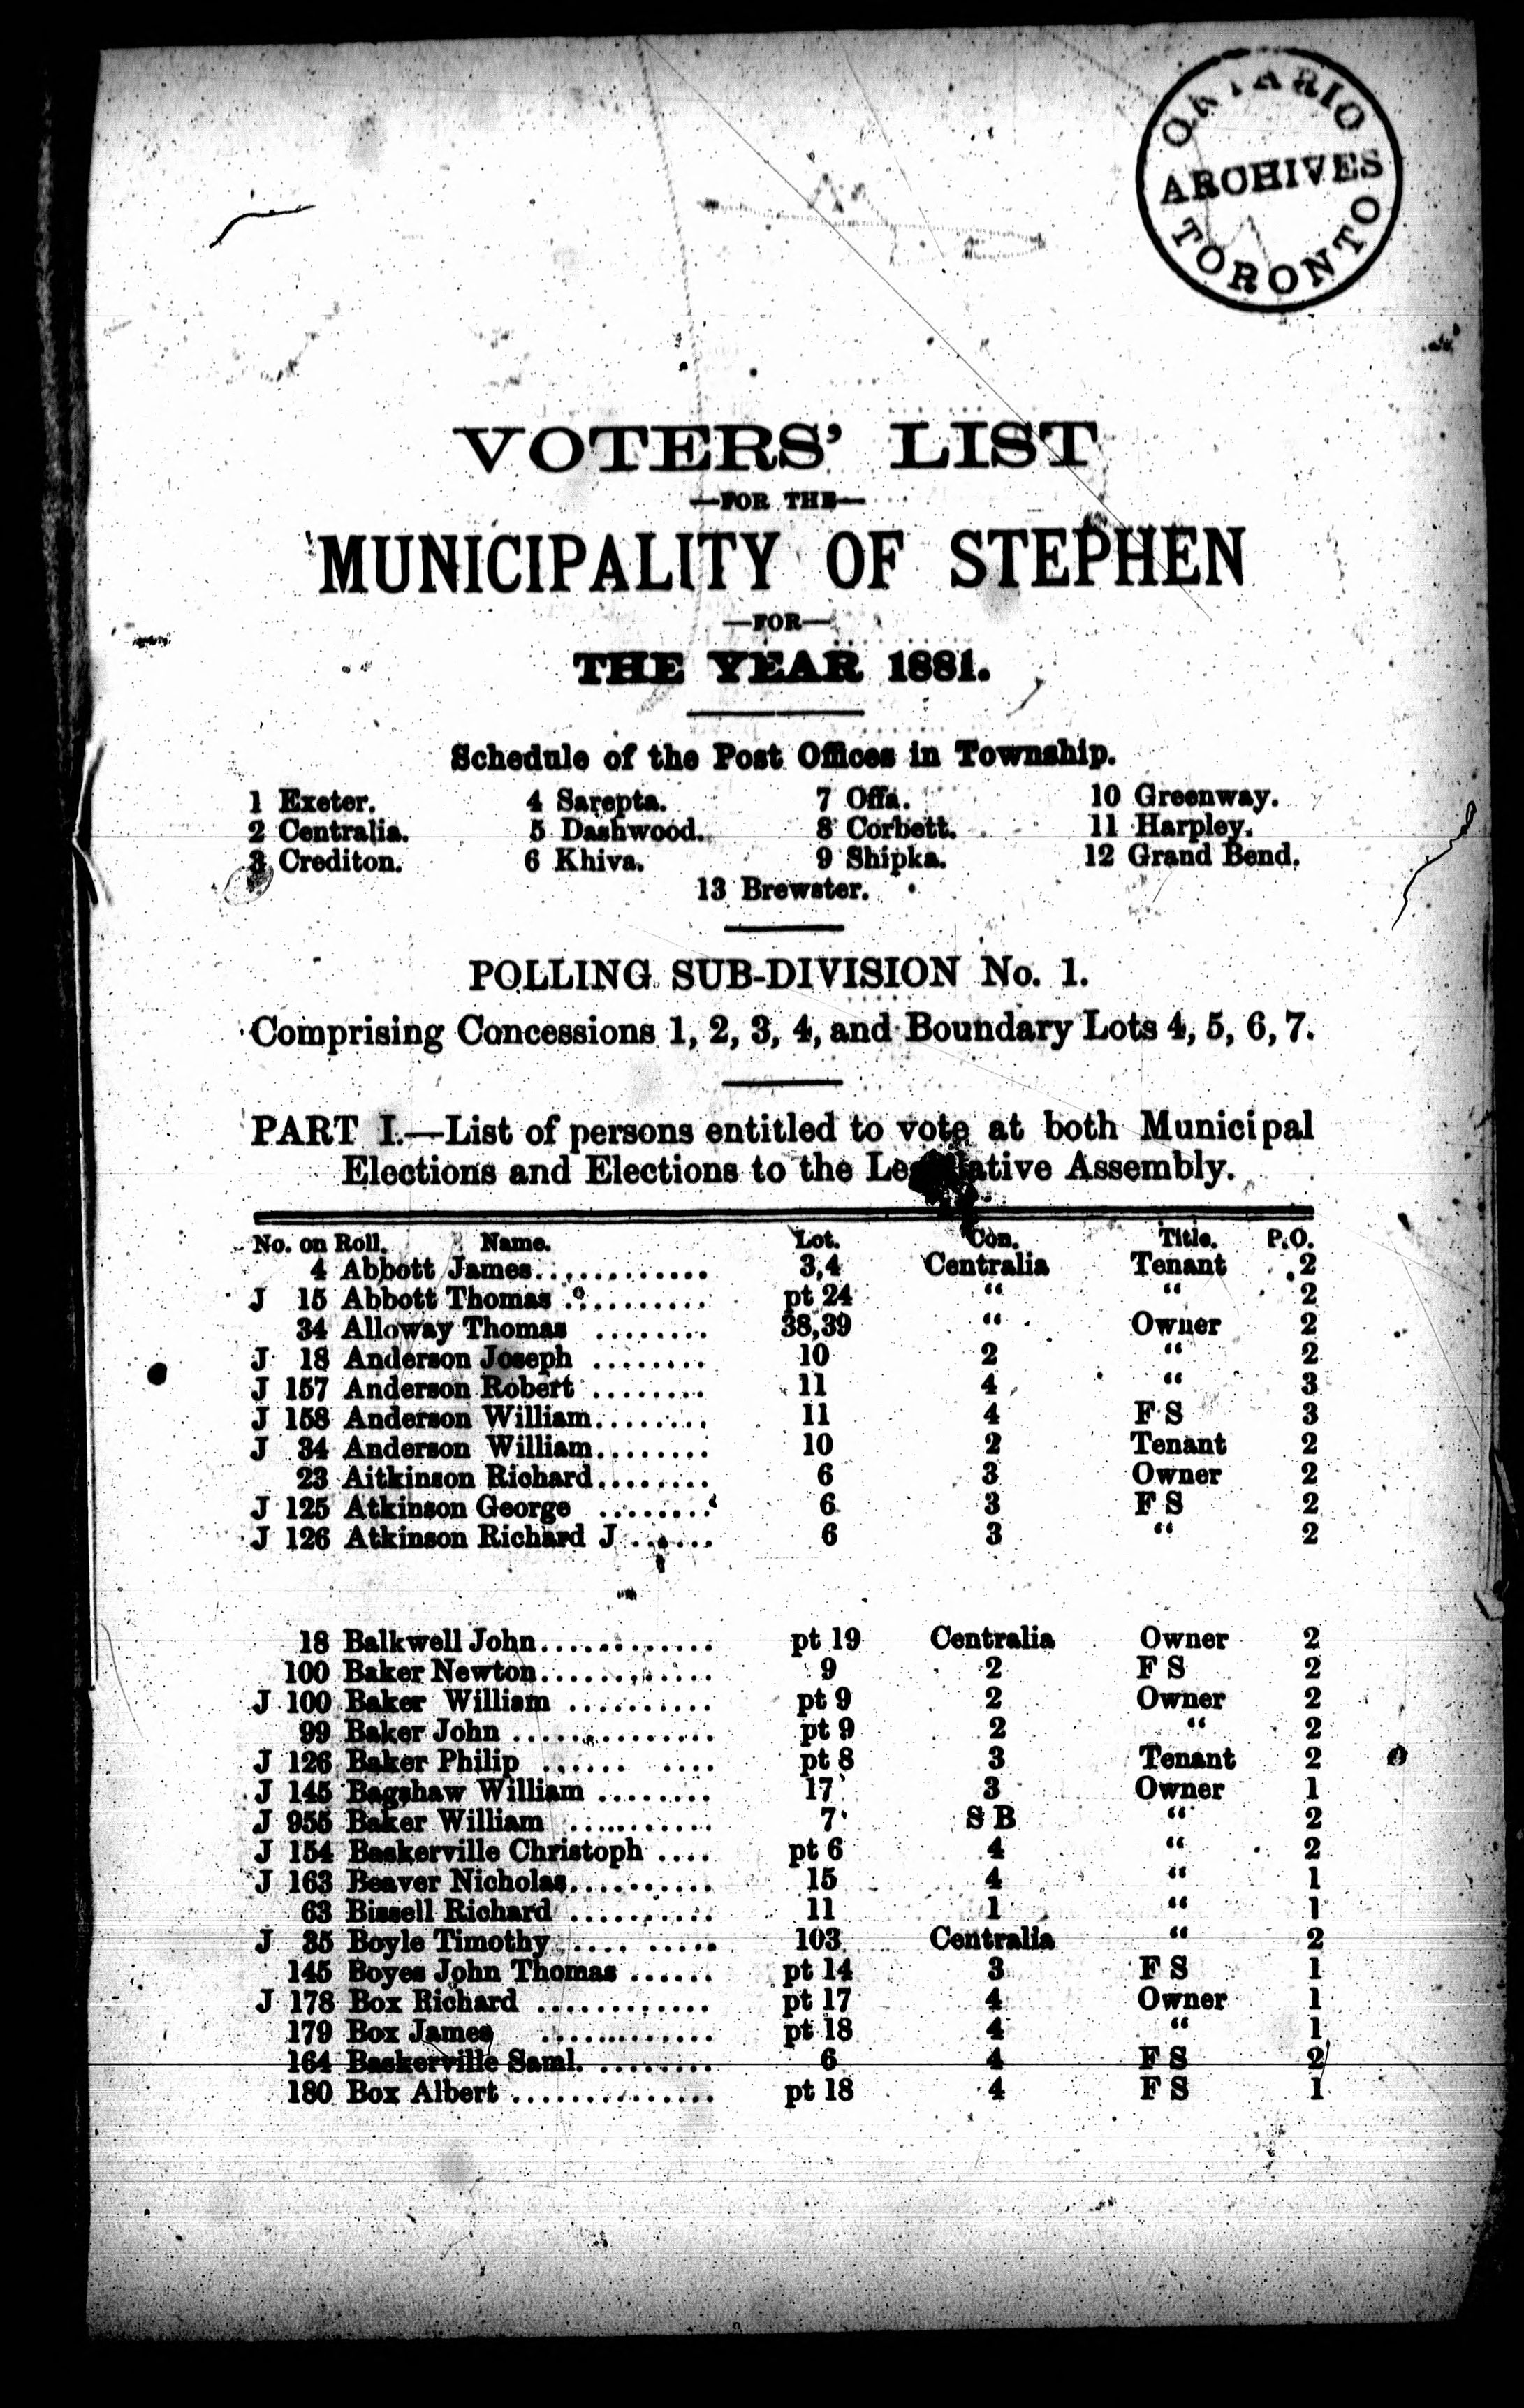 ONTARIO
ARCHIVES
TORONTO
VOTERS' LIST
—FOR THE—
MUNICIPALITY OF STEPHEN
—FOR—
THE YEAR 1881.
Schedule of the Post Offices in Township.
1 Exeter. 4 Sarepta. 7 Offa. 10 Greenway.
2 Centralia. 5 Dashwood. 8 Corbett. 11 Harpley.
3 Crediton. 6 Khiva. 9 Shipka. 12 Grand Bend.
13 Brewster.
POLLING SUB-DIVISION No. 1.
Comprising Concessions 1, 2, 3, 4, and Boundary Lots 4, 5, 6, 7.
PART I.—List of persons entitled to vote at both Municipal
Elections and Elections to the Legislative Assembly.
No. on Roll. Name. Lot. Con. Title. P.O.
4 Abbott James............. 3,4 Centralia Tenant 2
J 15 Abbott Thomas .......... pt 24 “ “ 2
34 Alloway Thomas ........ 38,39 “ Owner 2
J 18 Anderson Joseph ........ 10 2 “ 2
J 157 Anderson Robert ........ 11 4 “ 3
J 158 Anderson William........ 11 4 F S 3
J 34 Anderson William........ 10 2 Tenant 2
23 Aitkinson Richard........ 6 3 Owner 2
J 125 Atkinson George ........ 6 3 F S 2
J 126 Atkinson Richard J ...... 6 3 “ 2
18 Balkwell John............. pt 19 Centralia Owner 2
100 Baker Newton............. 9 2 F S 2
J 100 Baker William .......... pt 9 2 Owner 2
99 Baker John .............. pt 9 2 “ 2
J 126 Baker Philip ...... .... pt 8 3 Tenant 2
J 145 Bagshaw William ........ 17 3 Owner 1
J 955 Baker William .......... 7 S B “ 2
J 154 Baskerville Christoph .... pt 6 4 “ 2
J 163 Beaver Nicholas.......... 15 4 “ 1
63 Bissell Richard .......... 11 1 “ 1
J 35 Boyle Timothy .... ..... 103 Centralia “ 2
145 Boyes John Thomas ...... pt 14 3 F S 1
J 178 Box Richard ............ pt 17 4 Owner 1
179 Box James ............ pt 18 4 “ 1
164 Baskerville Saml. ........ 6 4 F S 2
180 Box Albert .............. pt 18 4 F S 1